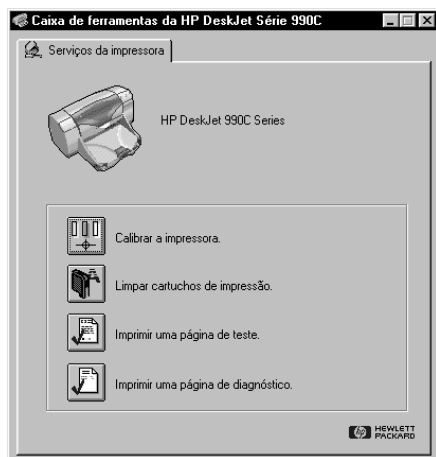 Caixa de ferramentas da HP DeskJet Série 990C
Serviços da impressora
HP DeskJet 990C Series
Calibrar a impressora.
Limpar cartuchos de impressão.
Imprimir uma página de teste.
Imprimir uma página de diagnóstico.
hp HEWLETT
PACKARD